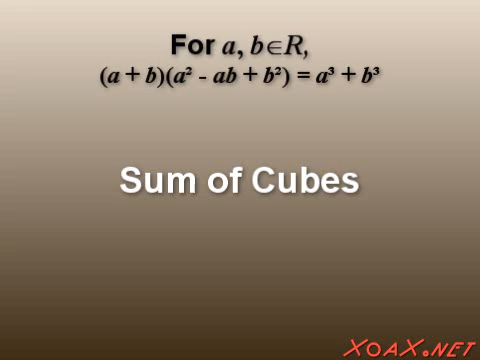 For a, b∈R,
(a + b)(a² - ab + b²) = a³ + b³
Sum of Cubes
XOAX.NET